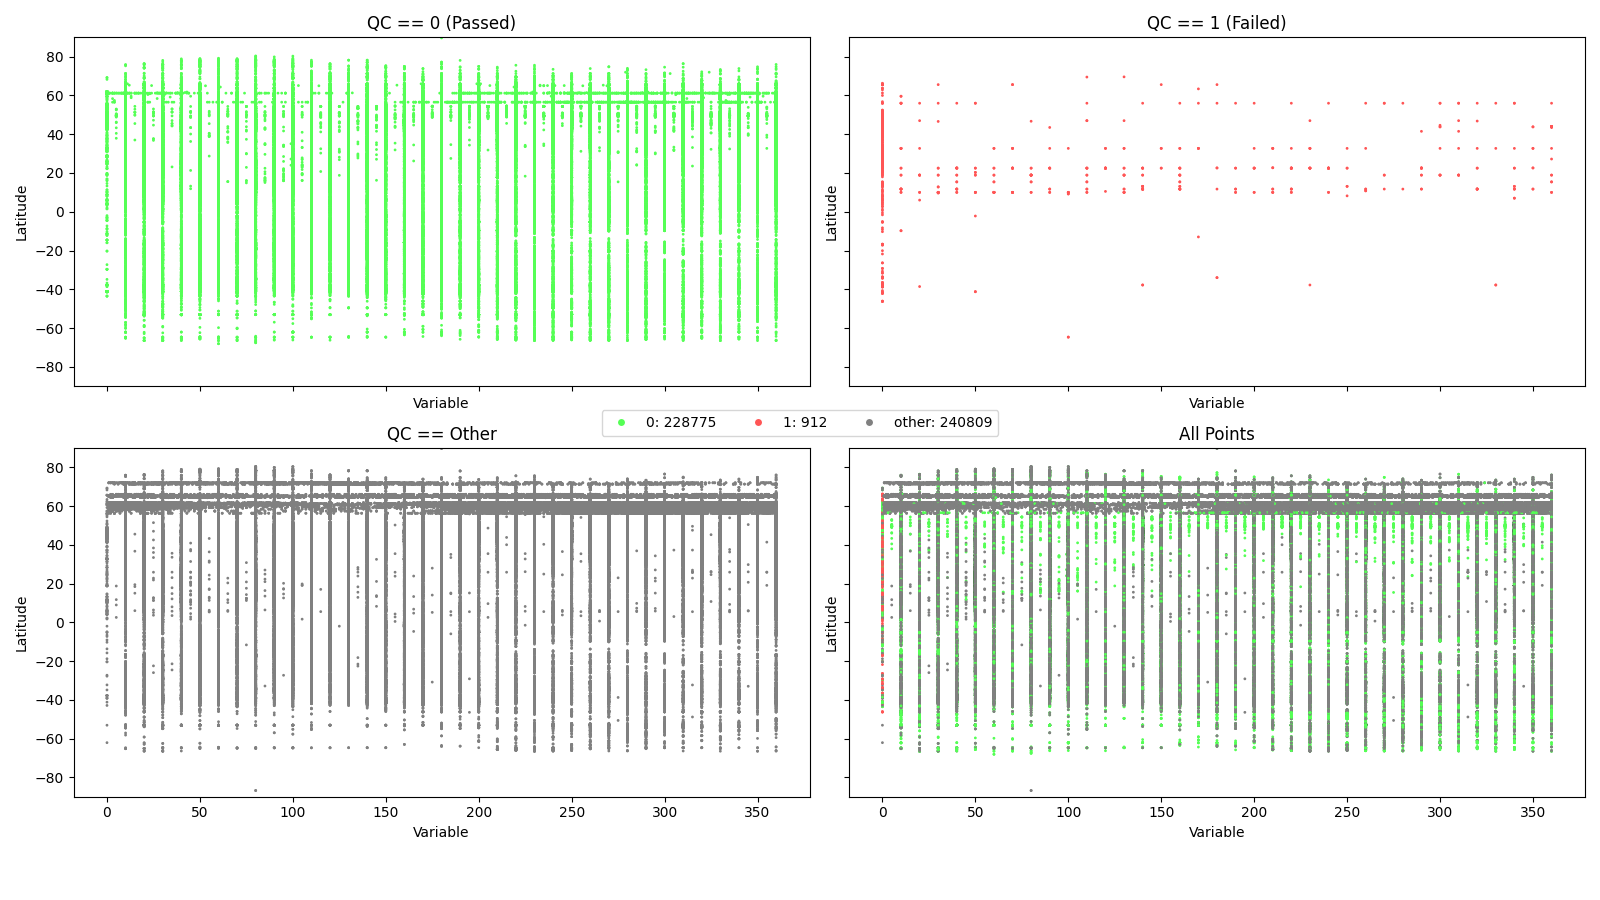 QC == 0 (Passed)
QC == 1 (Failed)
80
60
40
20
0
−20
−40
−60
−80
Latitude
Latitude
Variable
Variable
0: 228775
1: 912
other: 240809
QC == Other
All Points
80
60
40
20
0
−20
−40
−60
−80
Latitude
Latitude
0 50 100 150 200 250 300 350
0 50 100 150 200 250 300 350
Variable
Variable